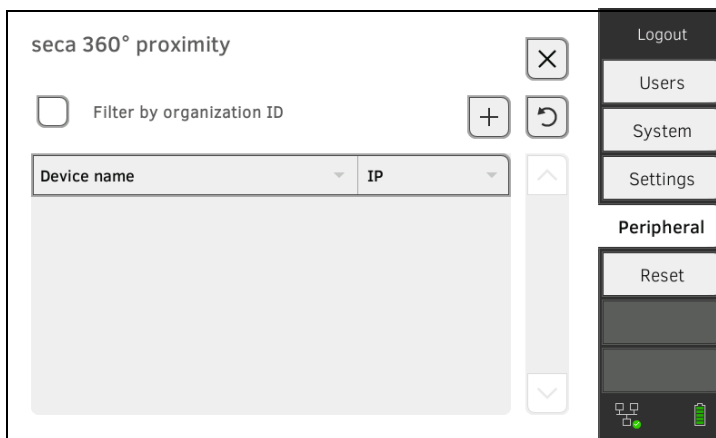 seca 360° proximity
Filter by organization ID
Device name
IP
Logout
Users
System
Settings
Peripheral
Reset